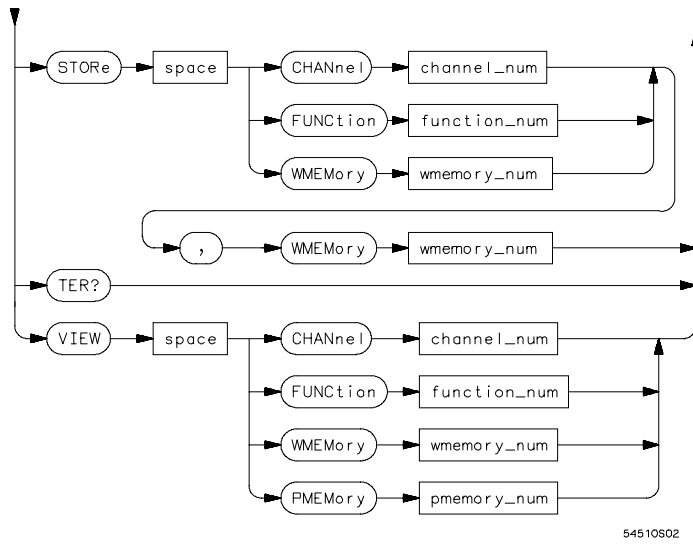 STORe space CHANnel channel_num
FUNCtion function_num
WMEMory wmemory_num
, WMEMory wmemory_num
TER?
VIEW space CHANnel channel_num
FUNCtion function_num
WMEMory wmemory_num
PMEMory pmemory_num
54510S02